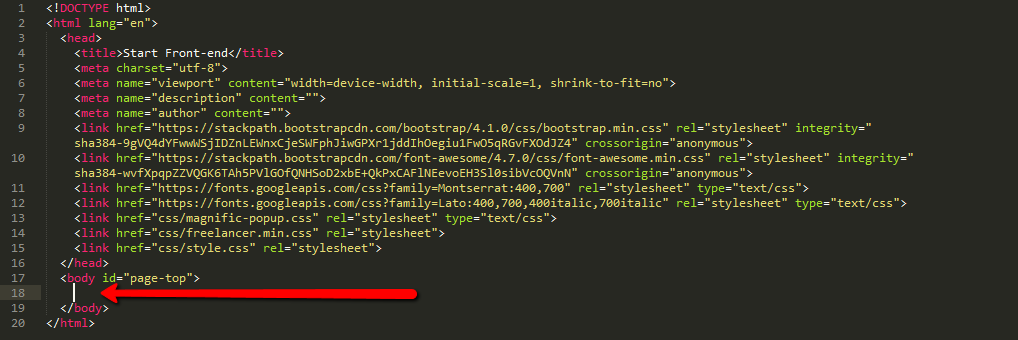 1 <!DOCTYPE html>
2 <html lang="en">
3 <head>
4 <title>Start Front-end</title>
5 <meta charset="utf-8">
6 <meta name="viewport" content="width=device-width, initial-scale=1, shrink-to-fit=no">
7 <meta name="description" content="">
8 <meta name="author" content="">
9 <link href="https://stackpath.bootstrapcdn.com/bootstrap/4.1.0/css/bootstrap.min.css" rel="stylesheet" integrity="
sha384-9gVQ4dYFwwWSjIDZnLEWnxCjeSWFphJiwGPXr1jddIhOegiu1FwO5qRGvFXOdJZ4" crossorigin="anonymous">
10 <link href="https://stackpath.bootstrapcdn.com/font-awesome/4.7.0/css/font-awesome.min.css" rel="stylesheet" integrity="
sha384-wvfXpqpZZVQGK6TAh5PVlGOfQNHSoD2xbE+QkPxCAFlNEevoEH3Sl0sibVcOQVnN" crossorigin="anonymous">
11 <link href="https://fonts.googleapis.com/css?family=Montserrat:400,700" rel="stylesheet" type="text/css">
12 <link href="https://fonts.googleapis.com/css?family=Lato:400,700,400italic,700italic" rel="stylesheet" type="text/css">
13 <link href="css/magnific-popup.css" rel="stylesheet" type="text/css">
14 <link href="css/freelancer.min.css" rel="stylesheet">
15 <link href="css/style.css" rel="stylesheet">
16 </head>
17 <body id="page-top">
18
19 </body>
20 </html>